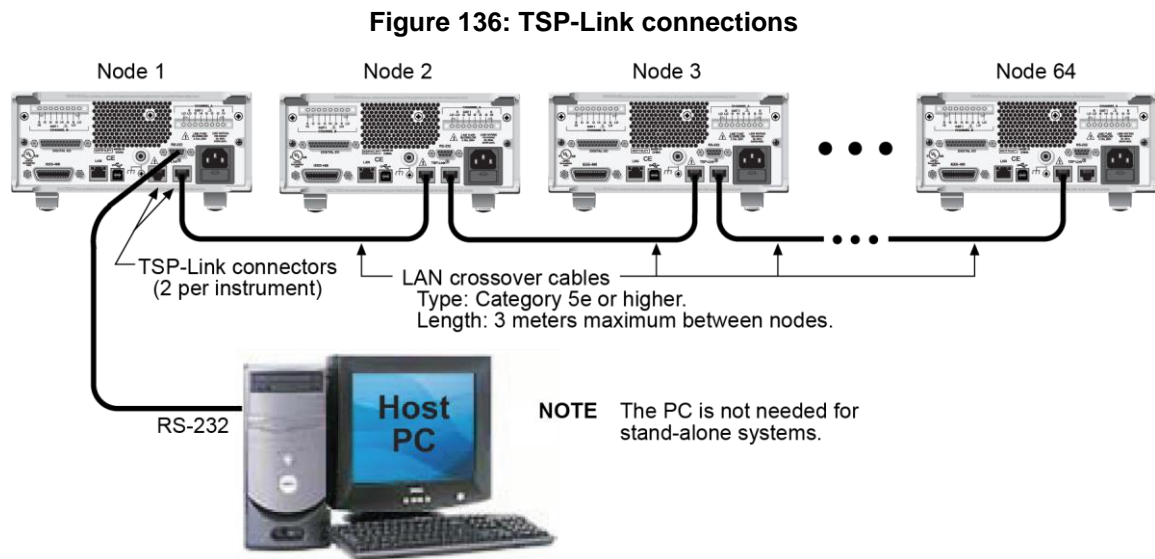 Figure 136: TSP-Link connections
Node 1
Node 2
Node 3
Node 64
TSP-Link connectors
(2 per instrument)
LAN crossover cables
Type: Category 5e or higher.
Length: 3 meters maximum between nodes.
RS-232
Host
PC
NOTE The PC is not needed for
stand-alone systems.